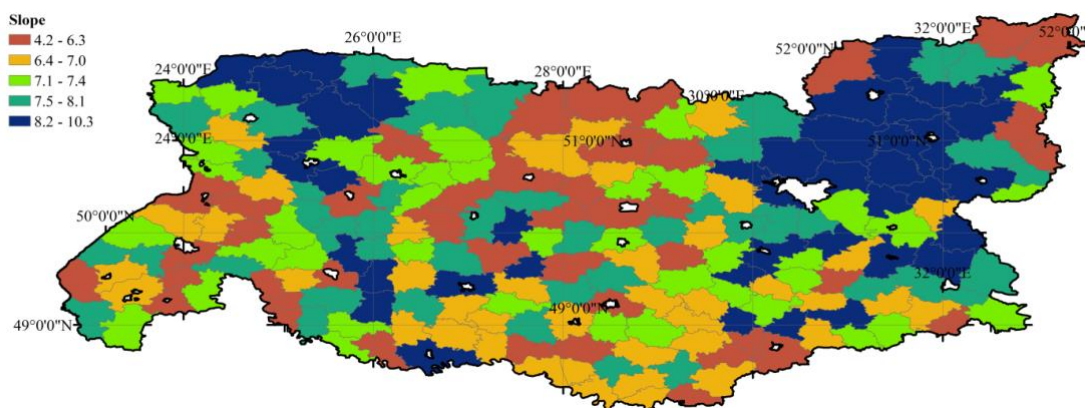 Slope
4.2 - 6.3
6.4 - 7.0
7.1 - 7.4
7.5 - 8.1
8.2 - 10.3
26°0'0"E
32°0'0"E
52°0'0"N
52°0'0"N
24°0'0"E
28°0'0"E
30°0'0"E
24°0'0"E
51°0'0"N
51°0'0"N
50°0'0"N
32°0'0"E
49°0'0"N
49°0'0"N